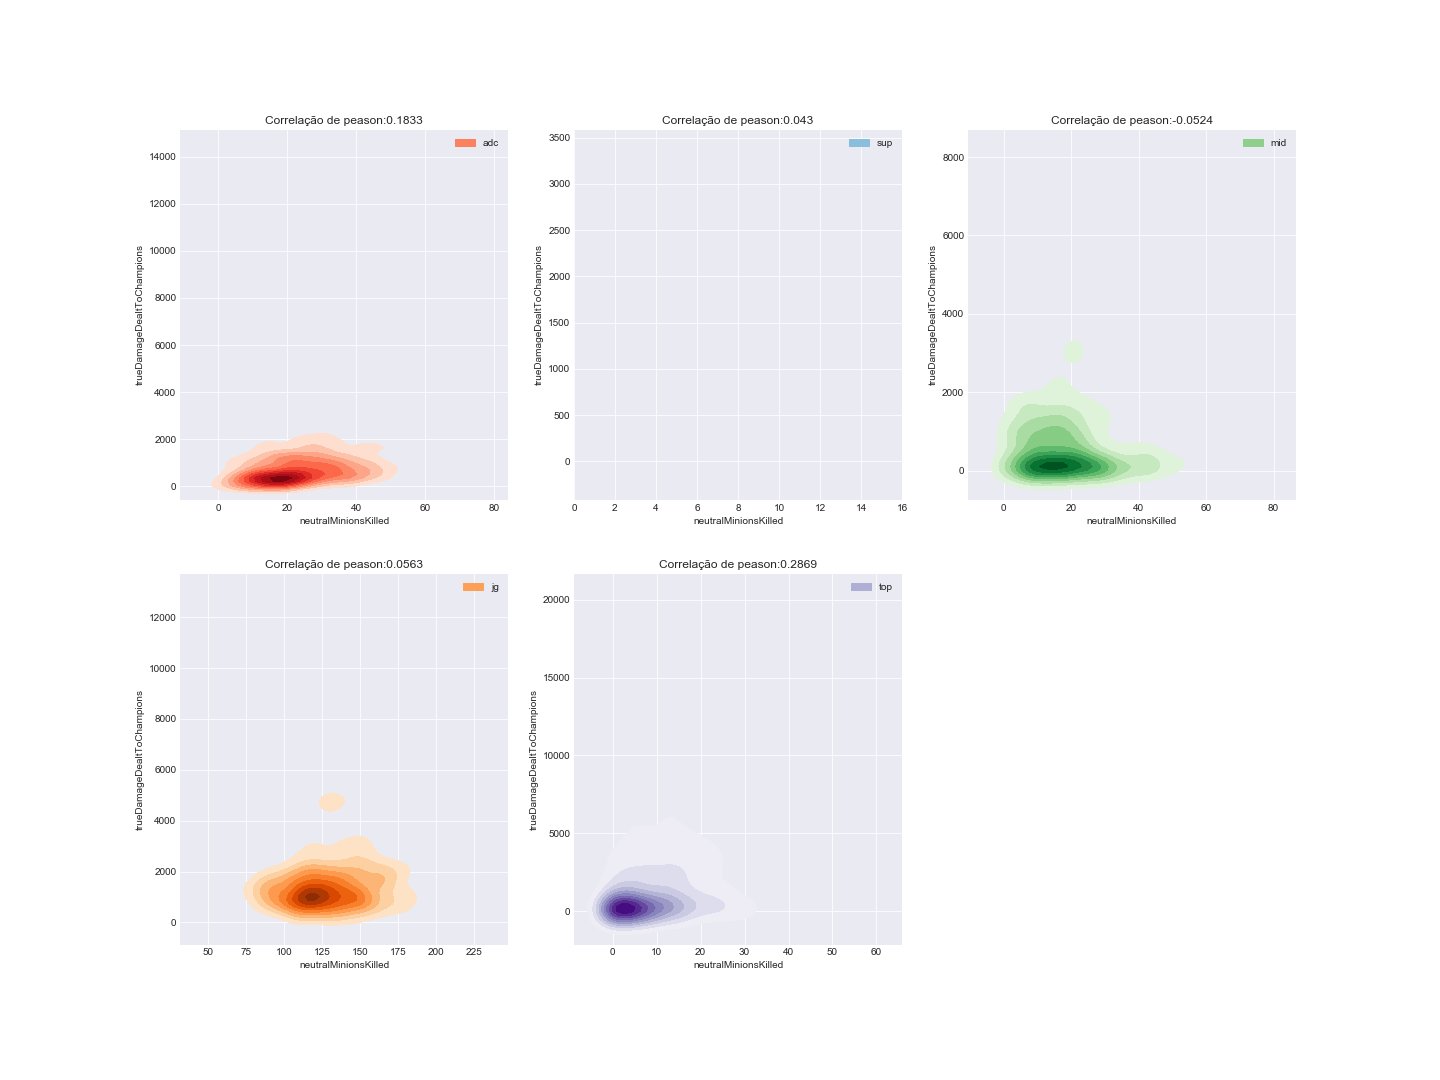 Correlação de peason:0.1833
adc
14000
12000
10000
8000
6000
4000
2000
0
trueDamageDealtToChampions
0 20 40 60 80
neutralMinionsKilled
Correlação de peason:0.043
sup
3500
3000
2500
2000
1500
1000
500
0
trueDamageDealtToChampions
0 2 4 6 8 10 12 14 16
neutralMinionsKilled
Correlação de peason:-0.0524
mid
8000
6000
4000
2000
0
trueDamageDealtToChampions
0 20 40 60 80
neutralMinionsKilled
Correlação de peason:0.0563
jg
12000
10000
8000
6000
4000
2000
0
trueDamageDealtToChampions
50 75 100 125 150 175 200 225
neutralMinionsKilled
Correlação de peason:0.2869
top
20000
15000
10000
5000
0
trueDamageDealtToChampions
0 10 20 30 40 50 60
neutralMinionsKilled